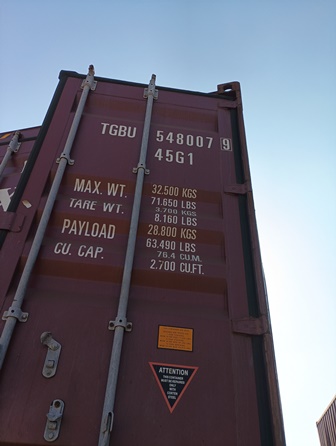 TGBU 548007 9
45G1
MAX. WT. 32.500 KGS
71.650 LBS
TARE WT. 3.700 KGS
8.160 LBS
PAYLOAD 28.800 KGS
63.490 LBS
CU. CAP. 76.4 CU.M.
2.700 CU.FT.
ATTENTION